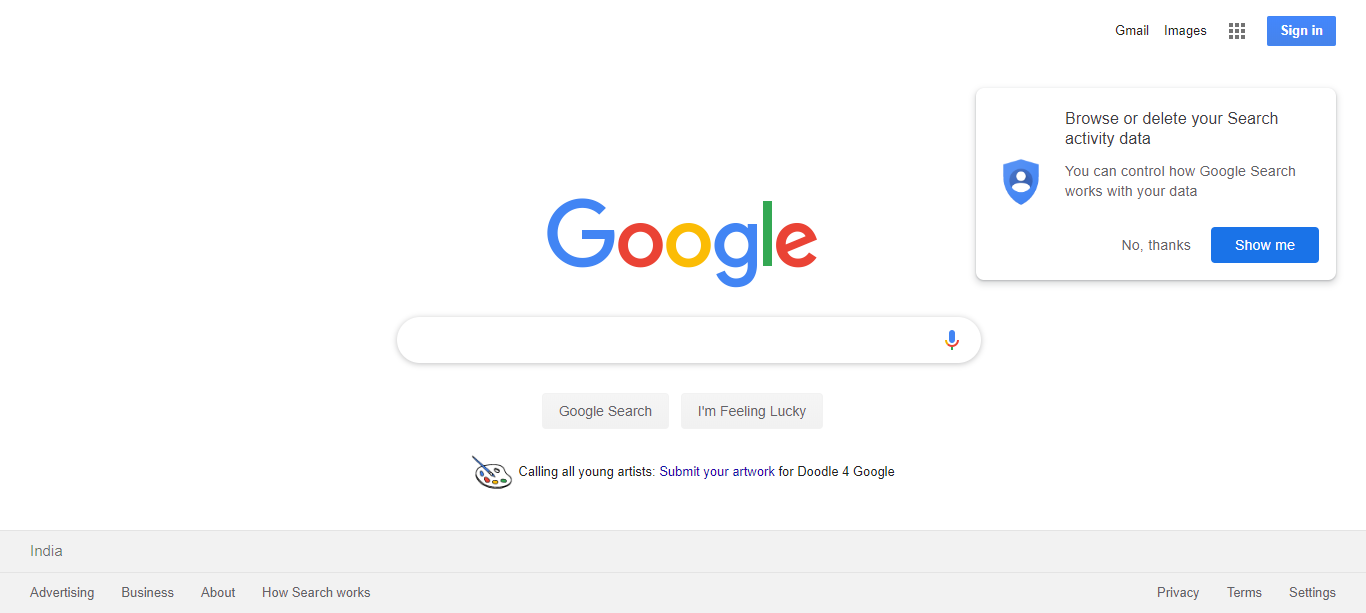 Gmail Images Sign in
Browse or delete your Search
activity data
You can control how Google Search
works with your data
No, thanks Show me
Google
Google Search I'm Feeling Lucky
Calling all young artists: Submit your artwork for Doodle 4 Google
India
Advertising Business About How Search works Privacy Terms Settings